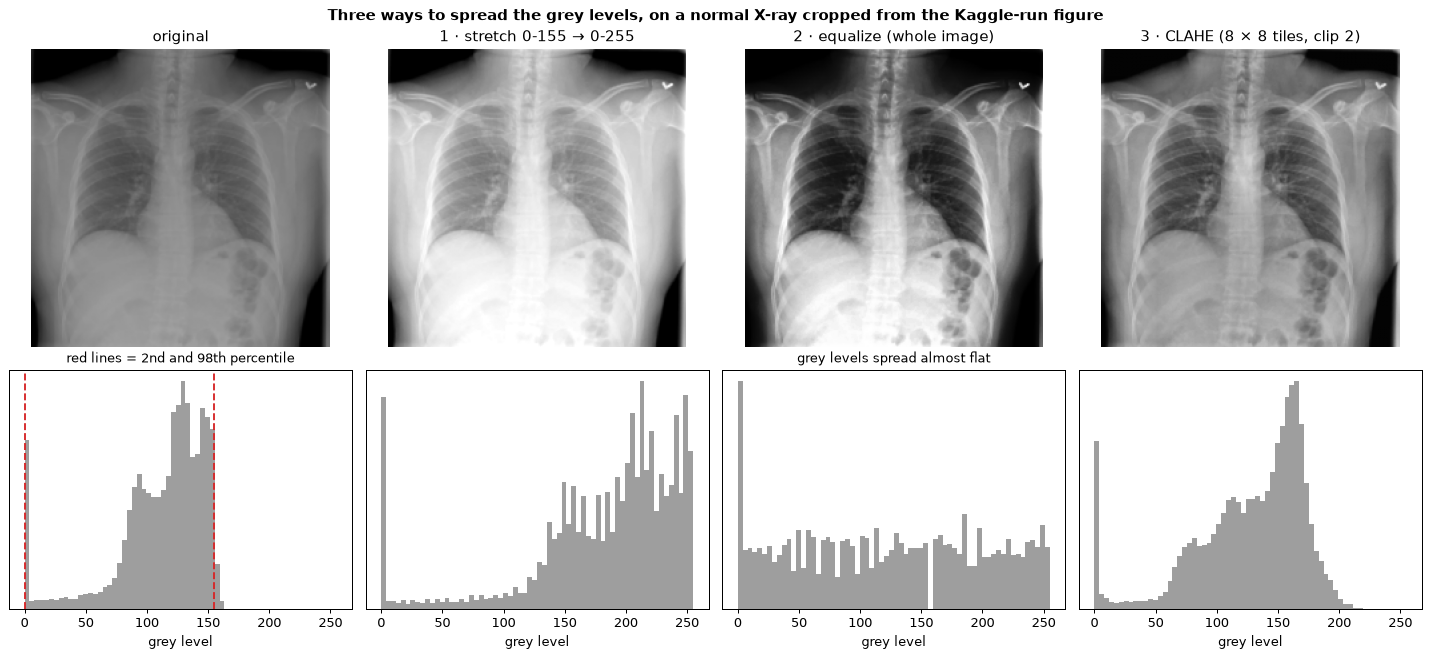 Three ways to spread the grey levels, on a normal X-ray cropped from the Kaggle-run figure
original
1 · stretch 0-155 → 0-255
2 · equalize (whole image)
3 · CLAHE (8 × 8 tiles, clip 2)
red lines = 2nd and 98th percentile
grey levels spread almost flat
0 50 100 150 200 250
0 50 100 150 200 250
0 50 100 150 200 250
0 50 100 150 200 250
grey level
grey level
grey level
grey level